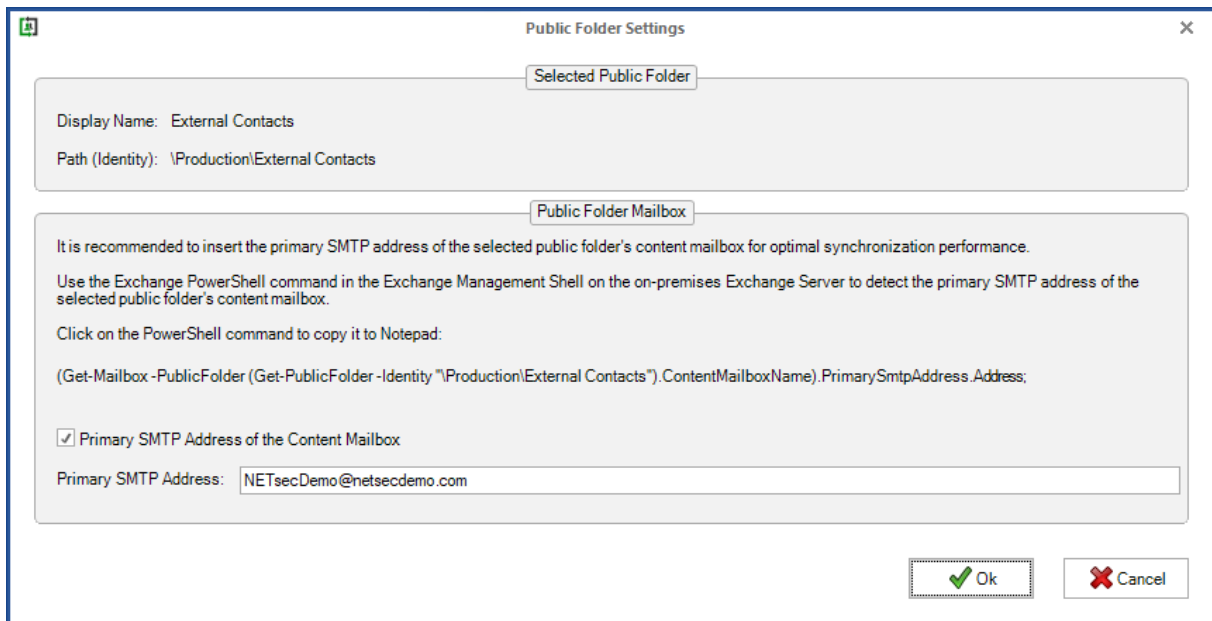 Public Folder Settings
Selected Public Folder
Display Name: External Contacts
Path (Identity): \Production\External Contacts
Public Folder Mailbox
It is recommended to insert the primary SMTP address of the selected public folder's content mailbox for optimal synchronization performance.
Use the Exchange PowerShell command in the Exchange Management Shell on the on-premises Exchange Server to detect the primary SMTP address of the
selected public folder's content mailbox.
Click on the PowerShell command to copy it to Notepad:
(Get-Mailbox -PublicFolder (Get-PublicFolder -Identity "\Production\External Contacts").ContentMailboxName).PrimarySmtpAddress.Address;
Primary SMTP Address of the Content Mailbox
Primary SMTP Address: NETsecDemo@netsecdemo.com
Ok Cancel